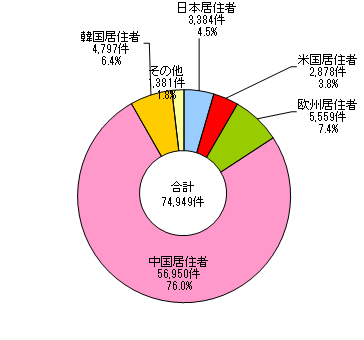 日本居住者
3,384件
4.5%
米国居住者
2,878件
3.8%
欧州居住者
5,559件
7.4%
中国居住者
56,950件
76.0%
韓国居住者
4,797件
6.4%
その他
1,381件
1.8%
合計
74,949件